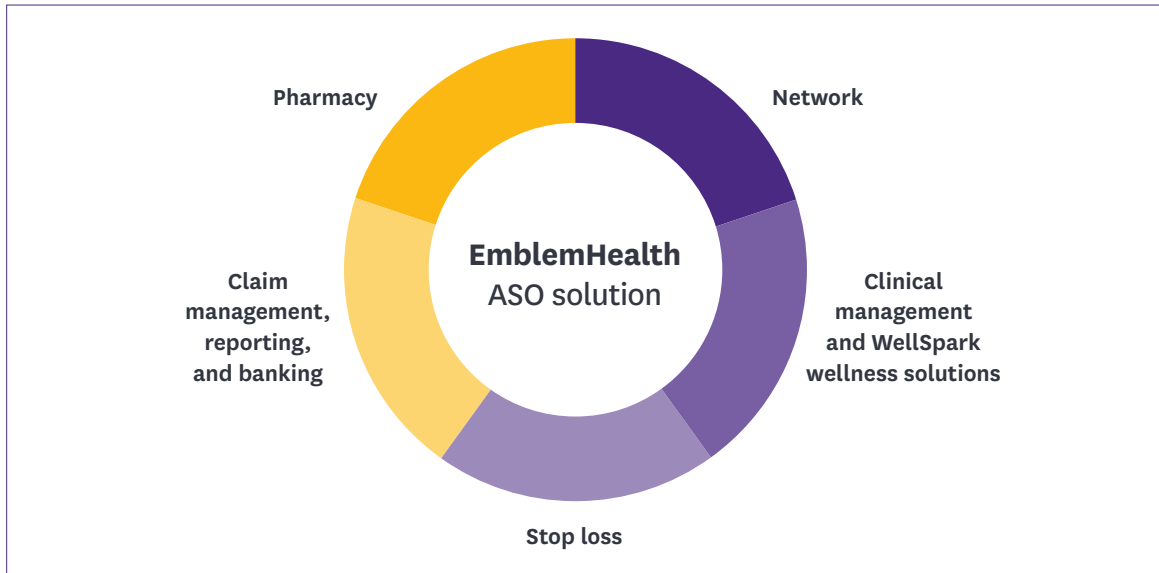 Pharmacy
Network
EmblemHealth
ASO solution
Claim
management,
reporting,
and banking
Clinical
management
and WellSpark
wellness solutions
Stop loss